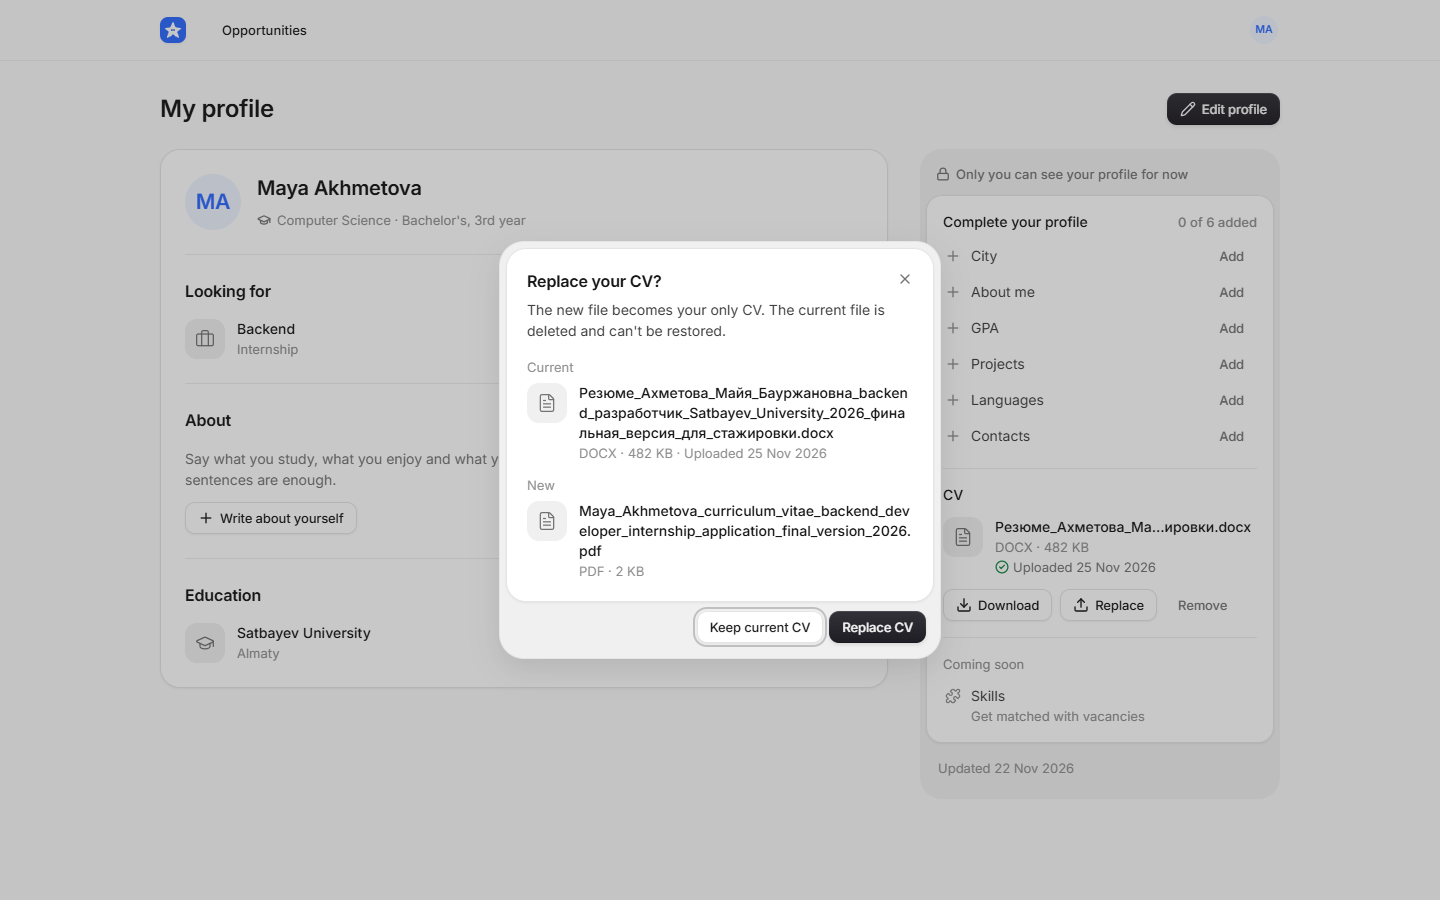 Opportunities
MA
My profile
Edit profile
MA
Maya Akhmetova
Computer Science · Bachelor's, 3rd year
Looking for
Backend
Internship
About
Say what you study, what you enjoy and what y
sentences are enough.
Write about yourself
Education
Satbayev University
Almaty
Replace your CV?
The new file becomes your only CV. The current file is
deleted and can't be restored.
Current
Резюме_Ахметова_Майя_Бауржановна_backen
d_разработчик_Satbayev_University_2026_фина
льная_версия_для_стажировки.docx
DOCX · 482 KB · Uploaded 25 Nov 2026
New
Maya_Akhmetova_curriculum_vitae_backend_dev
eloper_internship_application_final_version_2026.
pdf
PDF · 2 KB
Keep current CV
Replace CV
Only you can see your profile for now
Complete your profile
0 of 6 added
City
Add
About me
Add
GPA
Add
Projects
Add
Languages
Add
Contacts
Add
CV
Резюме_Ахметова_Ма...ировки.docx
DOCX · 482 KB
Uploaded 25 Nov 2026
Download
Replace
Remove
Coming soon
Skills
Get matched with vacancies
Updated 22 Nov 2026